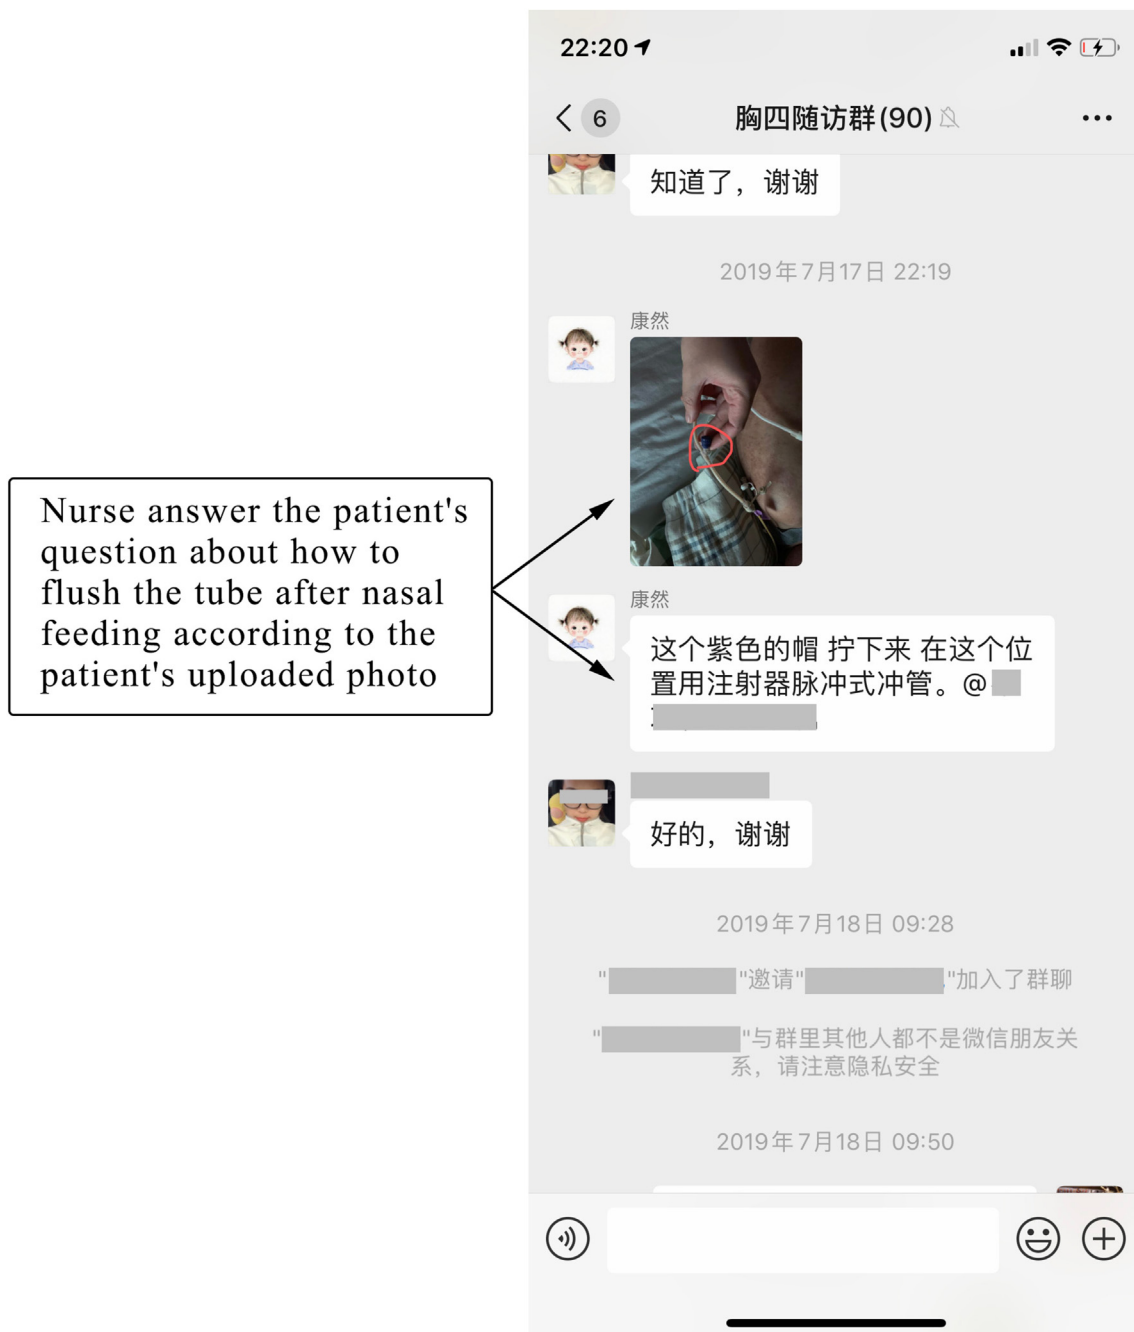 22:20
6
胸四随访群(90)
知道了，谢谢
2019年7月17日 22:19
康然
Nurse answer the patient's
question about how to
flush the tube after nasal
feeding according to the
patient's uploaded photo
康然
这个紫色的帽 拧下来 在这个位
置用注射器脉冲式冲管。@
好的，谢谢
2019年7月18日 09:28
""邀请" "加入了群聊
" "与群里其他人都不是微信朋友关
系，请注意隐私安全
2019年7月18日 09:50